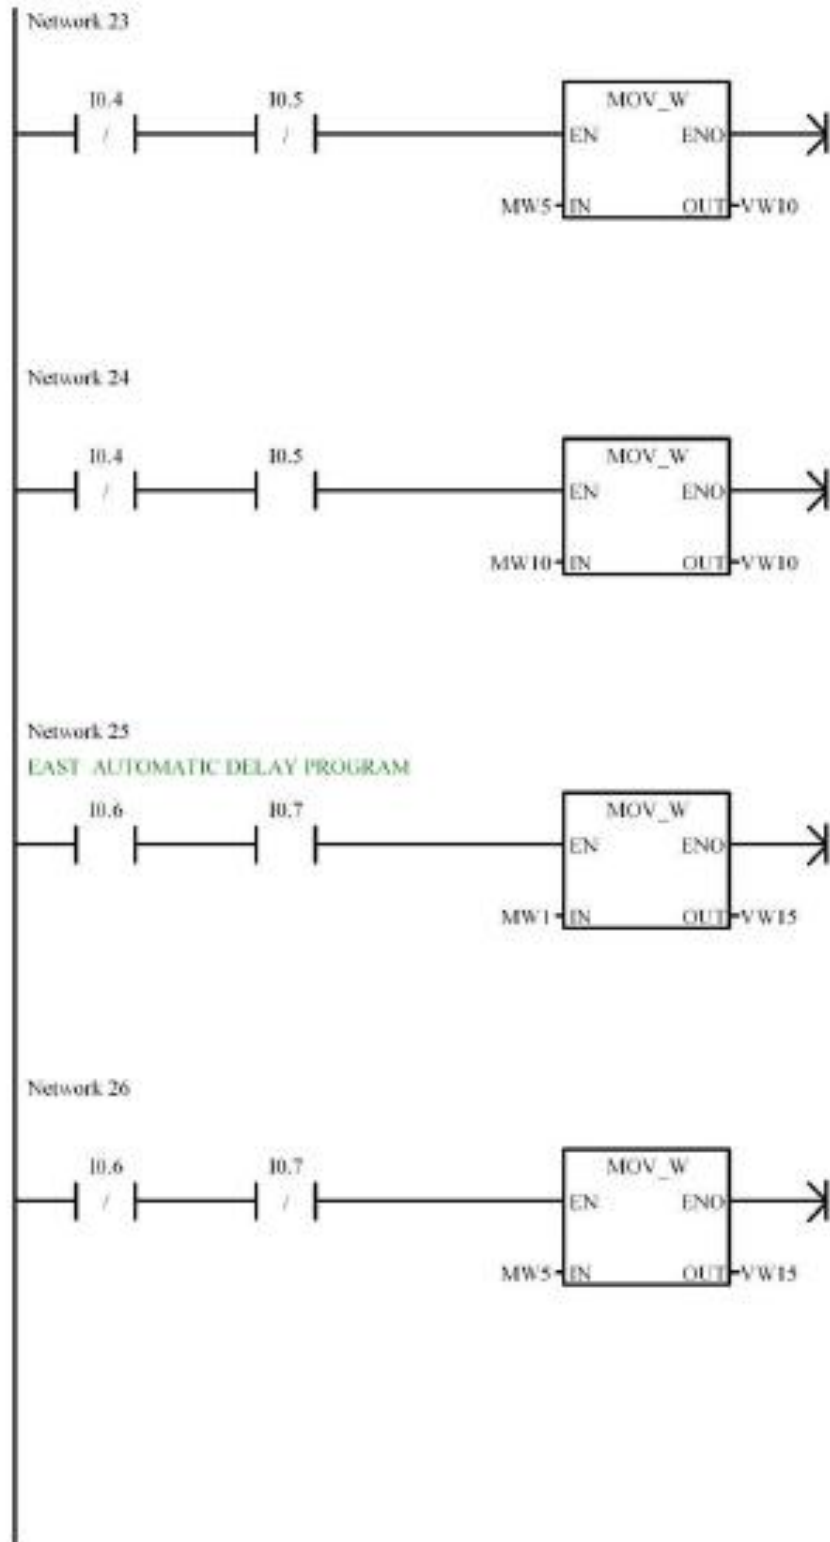 Network 23
I0.4 I0.5
/ /
MOV_W
EN ENO
MW5 IN OUT VW10
Network 24
I0.4 I0.5
/
MOV_W
EN ENO
MW10 IN OUT VW10
Network 25
EAST AUTOMATIC DELAY PROGRAM
I0.6 I0.7
MOV_W
EN ENO
MW1 IN OUT VW15
Network 26
I0.6 I0.7
/ /
MOV_W
EN ENO
MW5 IN OUT VW15